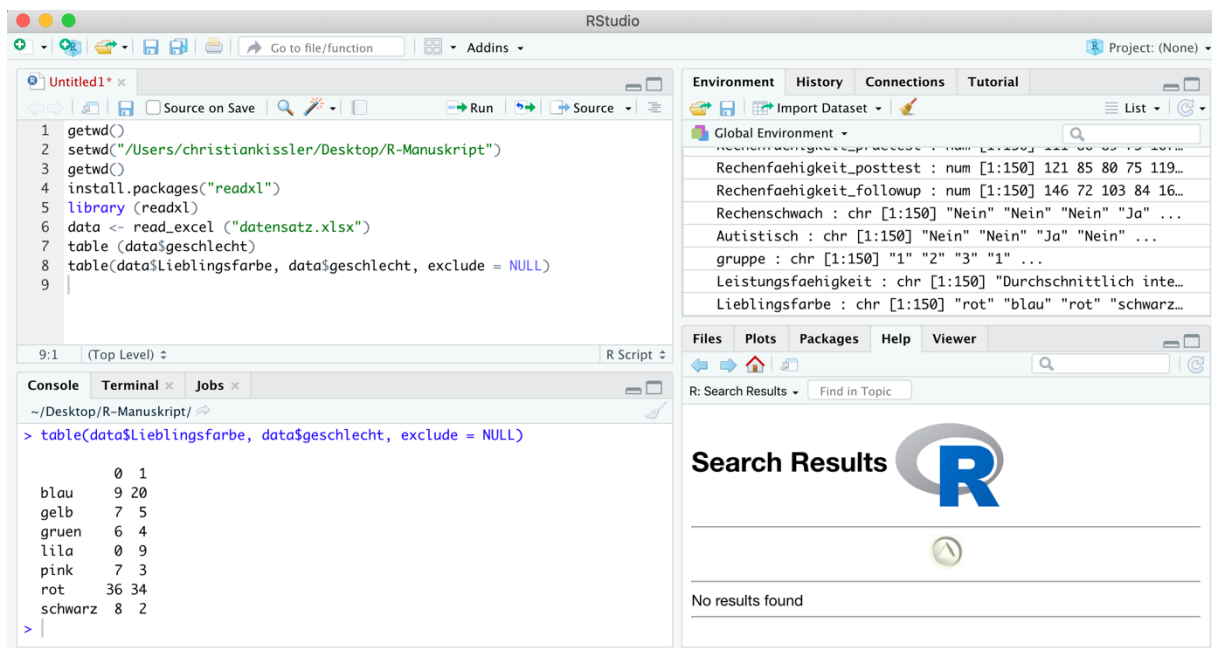 RStudio
Go to file/function Addins Project: (None)
Untitled1*
Source on Save Run Source
1 getwd()
2 setwd("/Users/christiankissler/Desktop/R-Manuskript")
3 getwd()
4 install.packages("readxl")
5 library (readxl)
6 data <- read_excel ("datensatz.xlsx")
7 table (data$geschlecht)
8 table(data$Lieblingsfarbe, data$geschlecht, exclude = NULL)
9
9:1 (Top Level) R Script
Console Terminal Jobs
~/Desktop/R-Manuskript/
> table(data$Lieblingsfarbe, data$geschlecht, exclude = NULL)
0 1
blau 9 20
gelb 7 5
gruen 6 4
lila 0 9
pink 7 3
rot 36 34
schwarz 8 2
>
Environment History Connections Tutorial
Import Dataset List
Global Environment
Rechenfaehigkeit_posttest : num [1:150] 121 85 80 75 119…
Rechenfaehigkeit_followup : num [1:150] 146 72 103 84 16…
Rechenschwach : chr [1:150] "Nein" "Nein" "Nein" "Ja" ...
Autistisch : chr [1:150] "Nein" "Nein" "Ja" "Nein" ...
gruppe : chr [1:150] "1" "2" "3" "1" ...
Leistungsfaehigkeit : chr [1:150] "Durchschnittlich inte…
Lieblingsfarbe : chr [1:150] "rot" "blau" "rot" "schwarz…
Files Plots Packages Help Viewer
R: Search Results Find in Topic
Search Results R
No results found